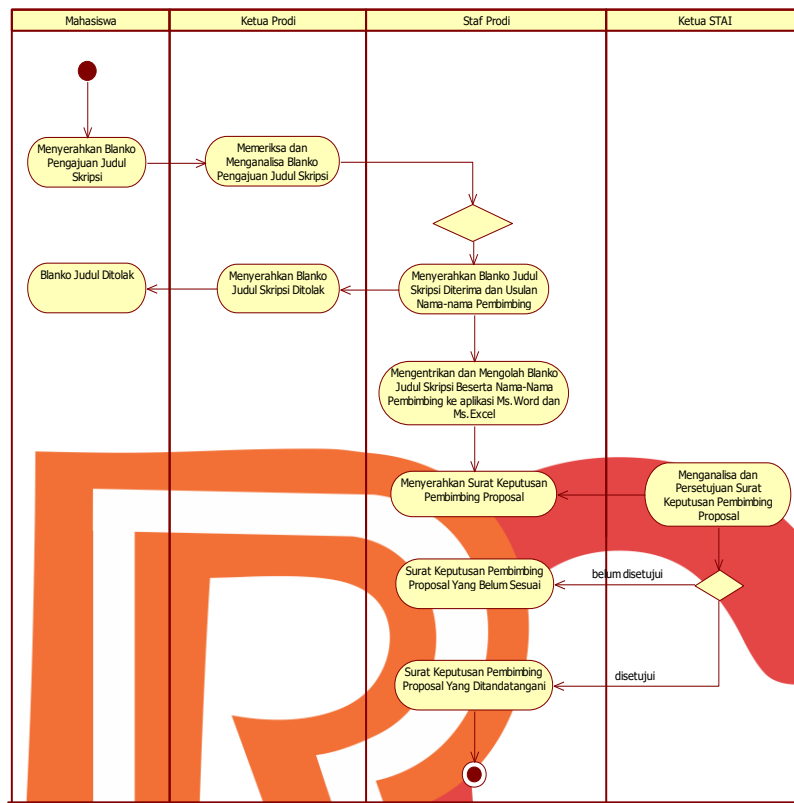 Mahasiswa
Ketua Prodi
Staf Prodi
Ketua STAI
Menyerahkan Blanko
Pengajuan Judul
Skripsi
Memeriksa dan
Menganalisa Blanko
Pengajuan Judul Skripsi
Blanko Judul Ditolak
Menyerahkan Blanko
Judul Skripsi Ditolak
Menyerahkan Blanko Judul
Skripsi Diterima dan Usulan
Nama-nama Pembimbing
Mengentrikan dan Mengolah Blanko
Judul Skripsi Beserta Nama-Nama
Pembimbing ke aplikasi Ms.Word dan
Ms.Excel
Menyerahkan Surat Keputusan
Pembimbing Proposal
Menganalisa dan
Persetujuan Surat
Keputusan Pembimbing
Proposal
Surat Keputusan Pembimbing
Proposal Yang Belum Sesuai
belum disetujui
Surat Keputusan Pembimbing
Proposal Yang Ditandatangani
disetujui